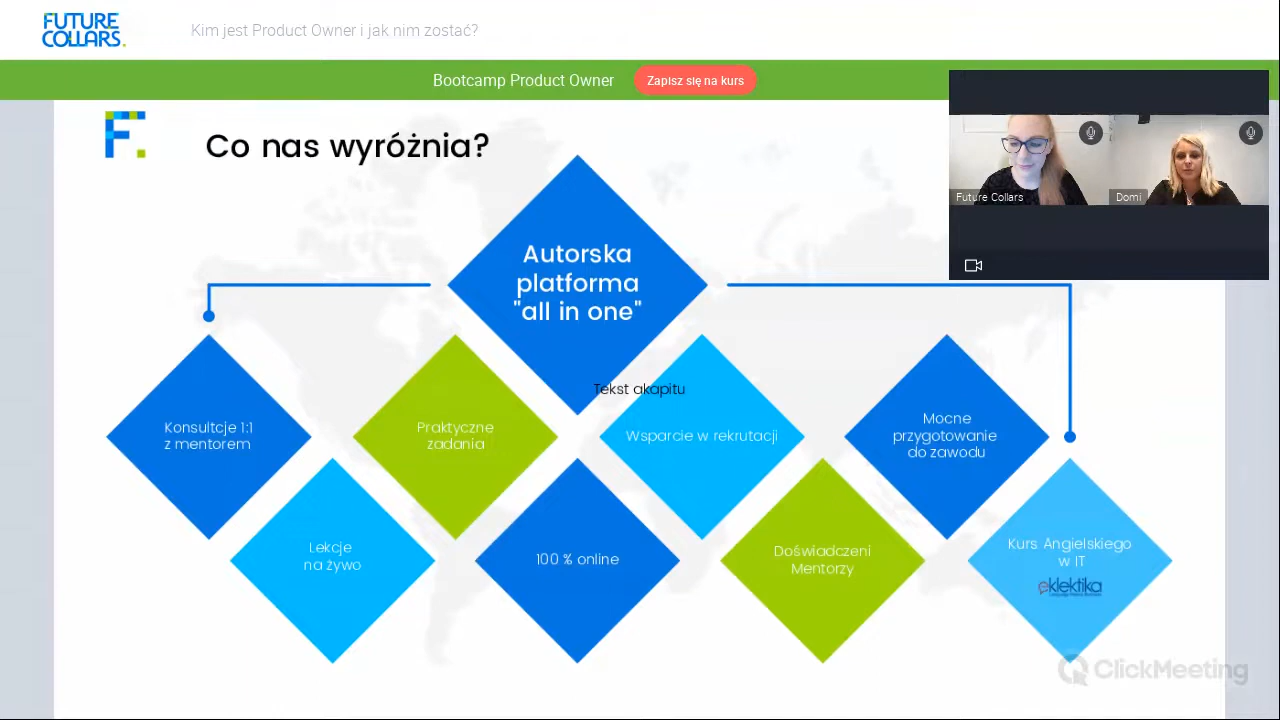 FUTURE
COLLARS.
Kim jest Product Owner i jak nim zostać?
Bootcamp Product Owner
Zapisz się na kurs
F.
Co nas wyróżnia?
Future Collars
Domi
Autorska
platforma
"all in one"
Tekst akapitu
Konsultcje 1:1
z mentorem
Praktyczne
zadania
Wsparcie w rekrutacji
Mocne
przygotowanie
do zawodu
Lekcje
na żywo
100 % online
Doświadczeni
Mentorzy
Kurs Angielskiego
w IT
eklektika
ClickMeeting